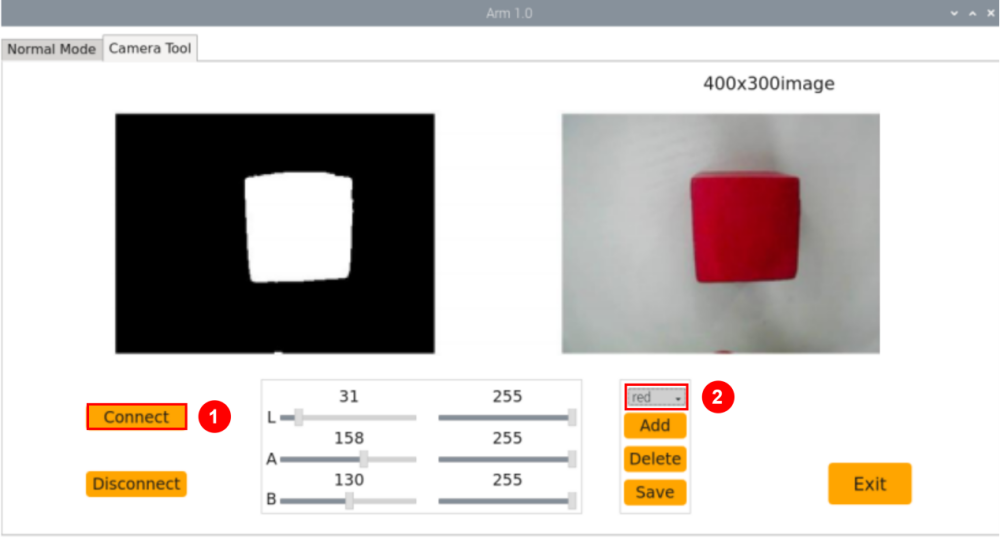 Arm 1.0
Normal Mode Camera Tool
400x300image
Connect 1
Disconnect
31 255
L
158 255
A
130 255
B
red 2
Add
Delete
Save
Exit